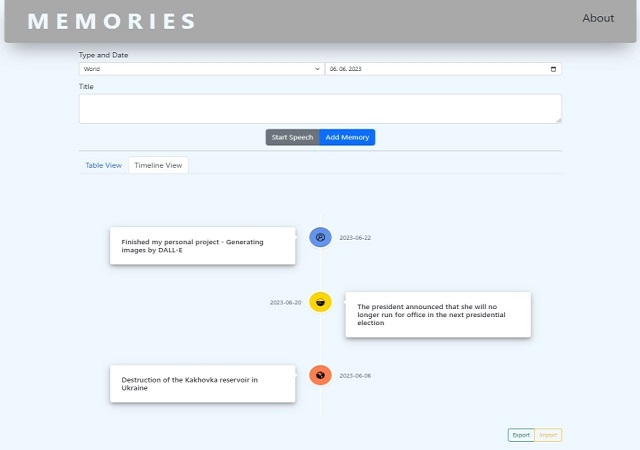 MEMORIES
About
Type and Date
World
06. 06. 2023
Title
Start Speech
Add Memory
Table View
Timeline View
Finished my personal project - Generating
images by DALL-E
2023-06-22
2023-06-20
The president announced that she will no
longer run for office in the next presidential
election
Destruction of the Kakhovka reservoir in
Ukraine
2023-06-06
Export
Import